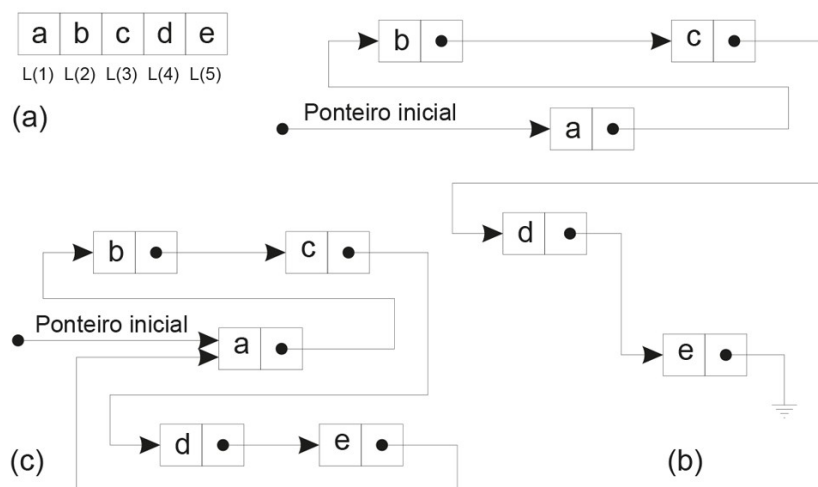 a b c d e
L(1) L(2) L(3) L(4) L(5)
(a)
b
c
Ponteiro inicial
a
d
e
(b)
b
c
Ponteiro inicial
a
d
e
(c)